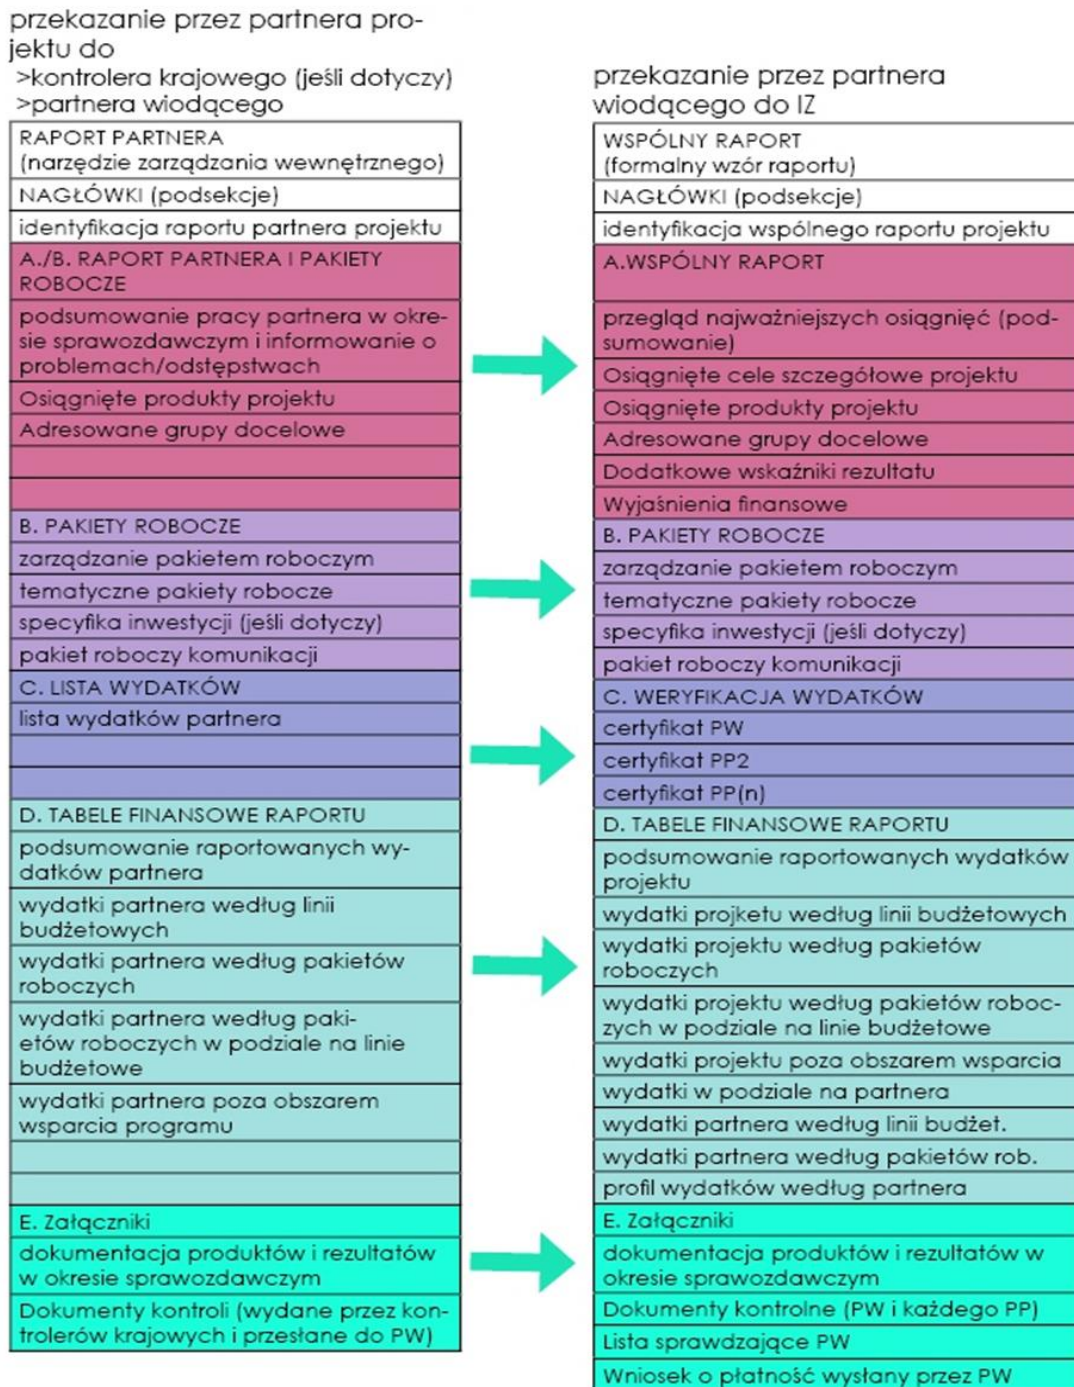 przekazanie przez partnera pro-
jektu do
>kontrolera krajowego (jeśli dotyczy)
>partnera wiodącego
RAPORT PARTNERA
(narzędzie zarządzania wewnętrznego)
NAGŁÓWKI (podsekcje)
identyfikacja raportu partnera projektu
A./B. RAPORT PARTNERA I PAKIETY
ROBOCZE
podsumowanie pracy partnera w okre-
sie sprawozdawczym i informowanie o
problemach/odstępstwach
Osiągnięte produkty projektu
Adresowane grupy docelowe
B. PAKIETY ROBOCZE
zarządzanie pakietem roboczym
tematyczne pakiety robocze
specyfika inwestycji (jeśli dotyczy)
pakiet roboczy komunikacji
C. LISTA WYDATKÓW
lista wydatków partnera
D. TABELE FINANSOWE RAPORTU
podsumowanie raportowanych wy-
datków partnera
wydatki partnera według linii
budżetowych
wydatki partnera według pakietów
roboczych
wydatki partnera według paki-
etów roboczych w podziale na linie
budżetowe
wydatki partnera poza obszarem
wsparcia programu
E. Załączniki
dokumentacja produktów i rezultatów
w okresie sprawozdawczym
Dokumenty kontroli (wydane przez kon-
trolerów krajowych i przesłane do PW)
przekazanie przez partnera
wiodącego do IZ
WSPÓLNY RAPORT
(formalny wzór raportu)
NAGŁÓWKI (podsekcje)
identyfikacja wspólnego raportu projektu
A.WSPÓLNY RAPORT
przegląd najważniejszych osiągnięć (pod-
sumowanie)
Osiągnięte cele szczegółowe projektu
Osiągnięte produkty projektu
Adresowane grupy docelowe
Dodatkowe wskaźniki rezultatu
Wyjaśnienia finansowe
B. PAKIETY ROBOCZE
zarządzanie pakietem roboczym
tematyczne pakiety robocze
specyfika inwestycji (jeśli dotyczy)
pakiet roboczy komunikacji
C. WERYFIKACJA WYDATKÓW
certyfikat PW
certyfikat PP2
certyfikat PP(n)
D. TABELE FINANSOWE RAPORTU
podsumowanie raportowanych wydatków
projektu
wydatki projketu według linii budżetowych
wydatki projektu według pakietów
roboczych
wydatki projektu według pakietów roboc-
zych w podziale na linie budżetowe
wydatki projektu poza obszarem wsparcia
wydatki w podziale na partnera
wydatki partnera według linii budżet.
wydatki partnera według pakietów rob.
profil wydatków według partnera
E. Załączniki
dokumentacja produktów i rezultatów w
okresie sprawozdawczym
Dokumenty kontrolne (PW i każdego PP)
Lista sprawdzające PW
Wniosek o płatność wysłany przez PW